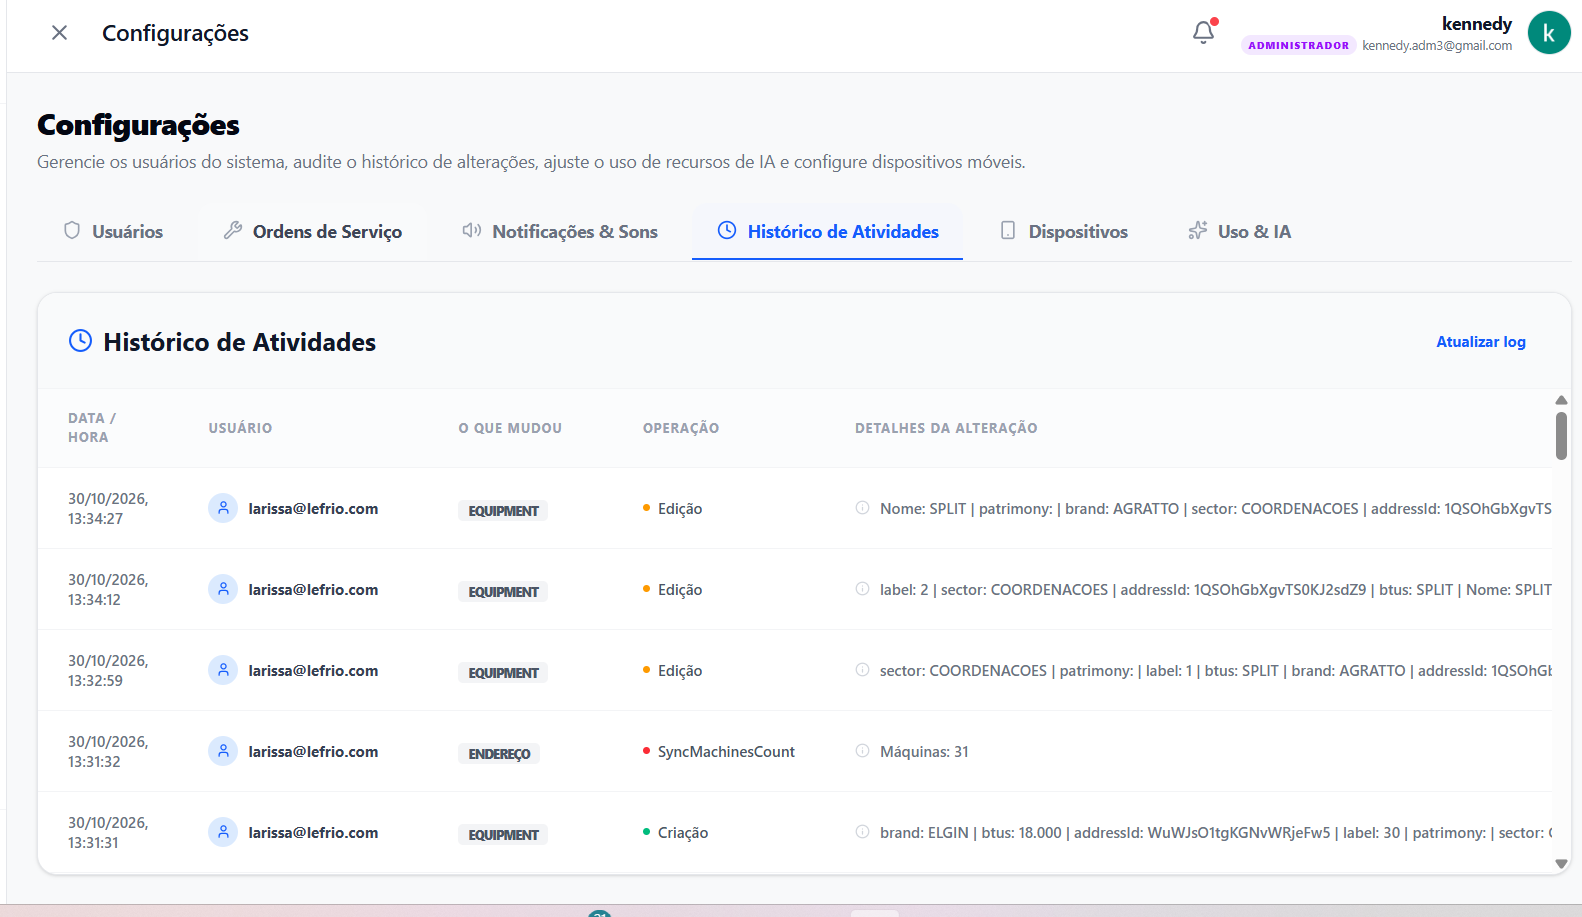 Configurações
kennedy
ADMINISTRADOR kennedy.adm3@gmail.com
k
Configurações
Gerencie os usuários do sistema, audite o histórico de alterações, ajuste o uso de recursos de IA e configure dispositivos móveis.
Usuários Ordens de Serviço Notificações & Sons Histórico de Atividades Dispositivos Uso & IA
Histórico de Atividades
Atualizar log
DATA / HORA USUÁRIO O QUE MUDOU OPERAÇÃO DETALHES DA ALTERAÇÃO
30/10/2026, 13:34:27 larissa@lefrio.com EQUIPMENT Edição Nome: SPLIT | patrimony: | brand: AGRATTO | sector: COORDENACOES | addressId: 1QSOhGbXgvTS
30/10/2026, 13:34:12 larissa@lefrio.com EQUIPMENT Edição label: 2 | sector: COORDENACOES | addressId: 1QSOhGbXgvTS0KJ2sdZ9 | btus: SPLIT | Nome: SPLIT
30/10/2026, 13:32:59 larissa@lefrio.com EQUIPMENT Edição sector: COORDENACOES | patrimony: | label: 1 | btus: SPLIT | brand: AGRATTO | addressId: 1QSOhGb
30/10/2026, 13:31:32 larissa@lefrio.com ENDEREÇO SyncMachinesCount Máquinas: 31
30/10/2026, 13:31:31 larissa@lefrio.com EQUIPMENT Criação brand: ELGIN | btus: 18.000 | addressId: WuWJsO1tgKGNvWRjeFw5 | label: 30 | patrimony: | sector: